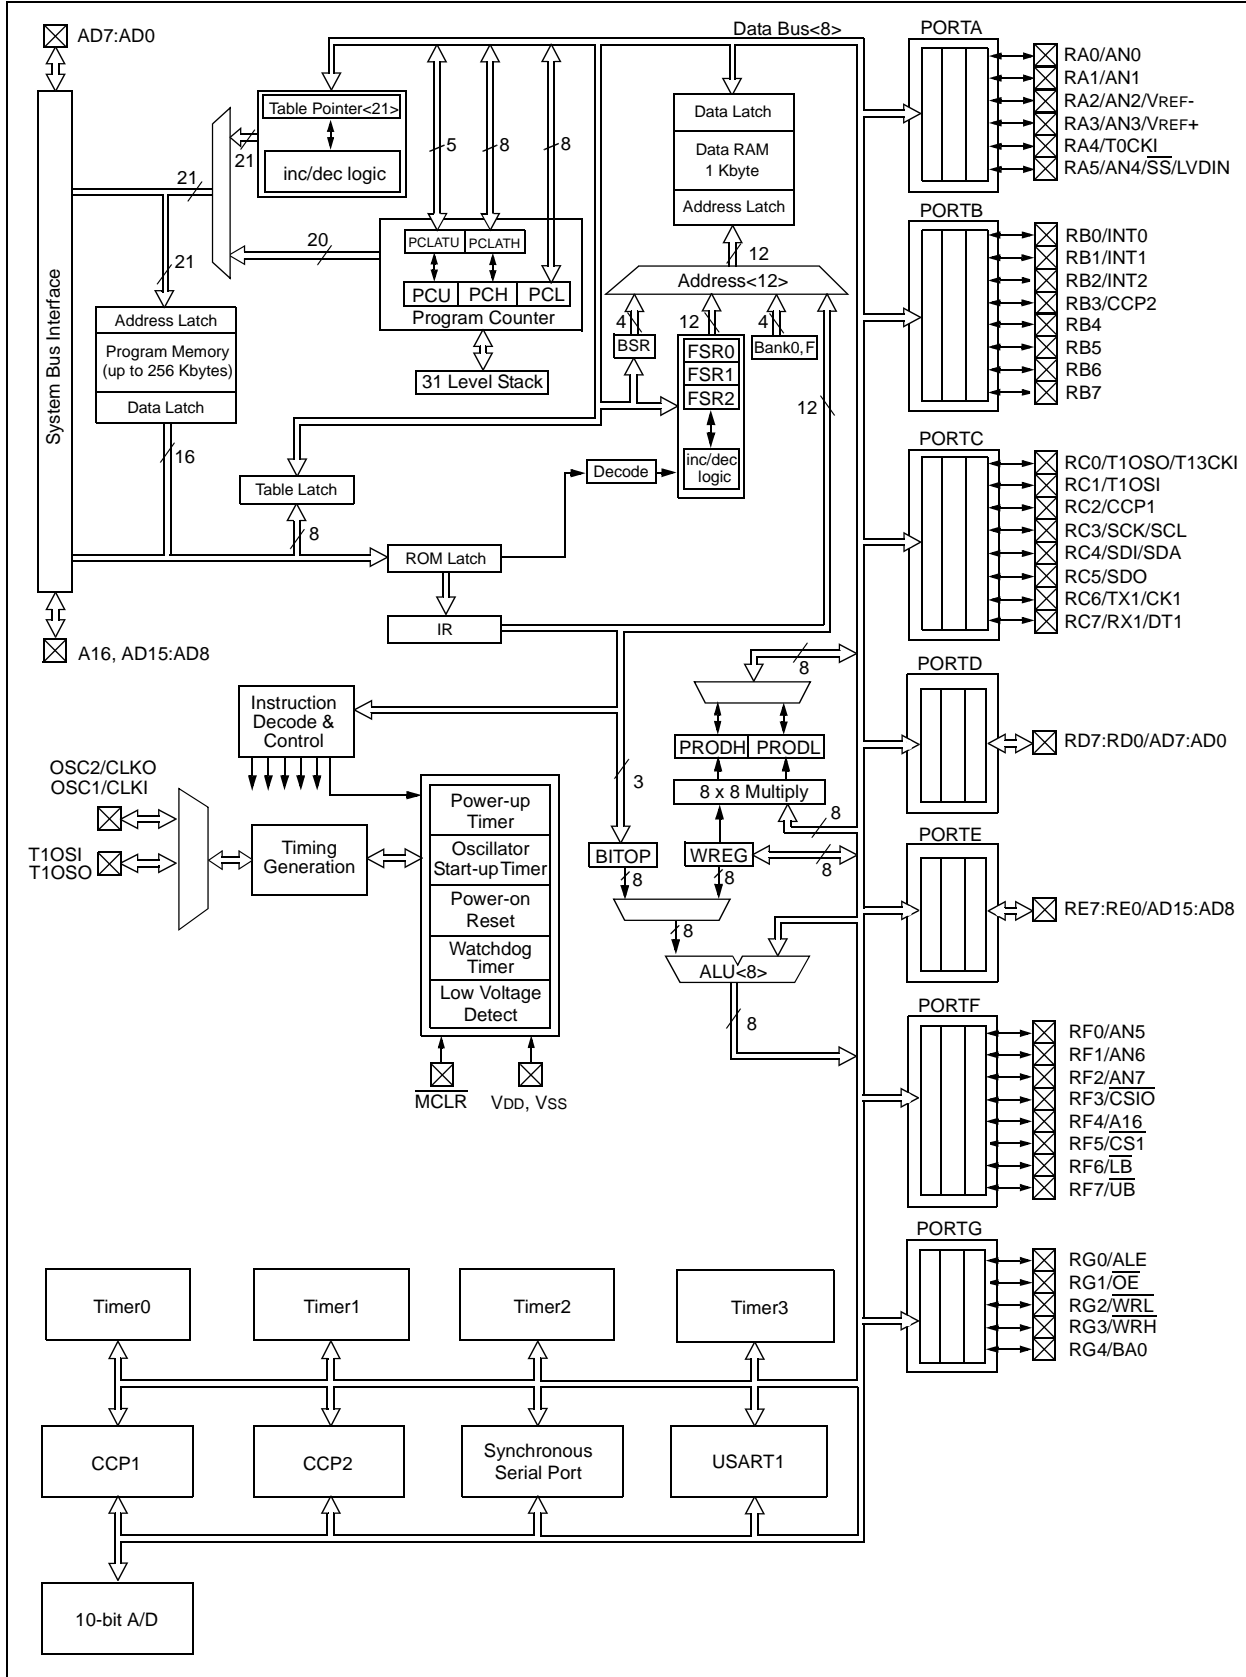 Data Bus<8>
AD7:AD0
Table Pointer<21>
inc/dec logic
21
21
5
8
8
20
PCLATU
PCLATH
PCU
PCH
PCL
Program Counter
31 Level Stack
System Bus Interface
21
Address Latch
Program Memory
(up to 256 Kbytes)
Data Latch
16
Table Latch
8
ROM Latch
IR
A16, AD15:AD8
Data Latch
Data RAM
1 Kbyte
Address Latch
12
Address<12>
4
12
4
BSR
Bank0, F
FSR0
FSR1
FSR2
inc/dec
logic
Decode
12
8
PRODH
PRODL
8 x 8 Multiply
8
3
BITOP
WREG
8
8
8
8
ALU<8>
8
Instruction
Decode &
Control
OSC2/CLKO
OSC1/CLKI
T1OSI
T1OSO
Timing
Generation
Power-up
Timer
Oscillator
Start-up Timer
Power-on
Reset
Watchdog
Timer
Low Voltage
Detect
MCLR
VDD, VSS
PORTA
RA0/AN0
RA1/AN1
RA2/AN2/VREF-
RA3/AN3/VREF+
RA4/T0CKI
RA5/AN4/SS/LVDIN
PORTB
RB0/INT0
RB1/INT1
RB2/INT2
RB3/CCP2
RB4
RB5
RB6
RB7
PORTC
RC0/T1OSO/T13CKI
RC1/T1OSI
RC2/CCP1
RC3/SCK/SCL
RC4/SDI/SDA
RC5/SDO
RC6/TX1/CK1
RC7/RX1/DT1
PORTD
RD7:RD0/AD7:AD0
PORTE
RE7:RE0/AD15:AD8
PORTF
RF0/AN5
RF1/AN6
RF2/AN7
RF3/CSIO
RF4/A16
RF5/CS1
RF6/LB
RF7/UB
PORTG
RG0/ALE
RG1/OE
RG2/WRL
RG3/WRH
RG4/BA0
Timer0
Timer1
Timer2
Timer3
CCP1
CCP2
Synchronous
Serial Port
USART1
10-bit A/D